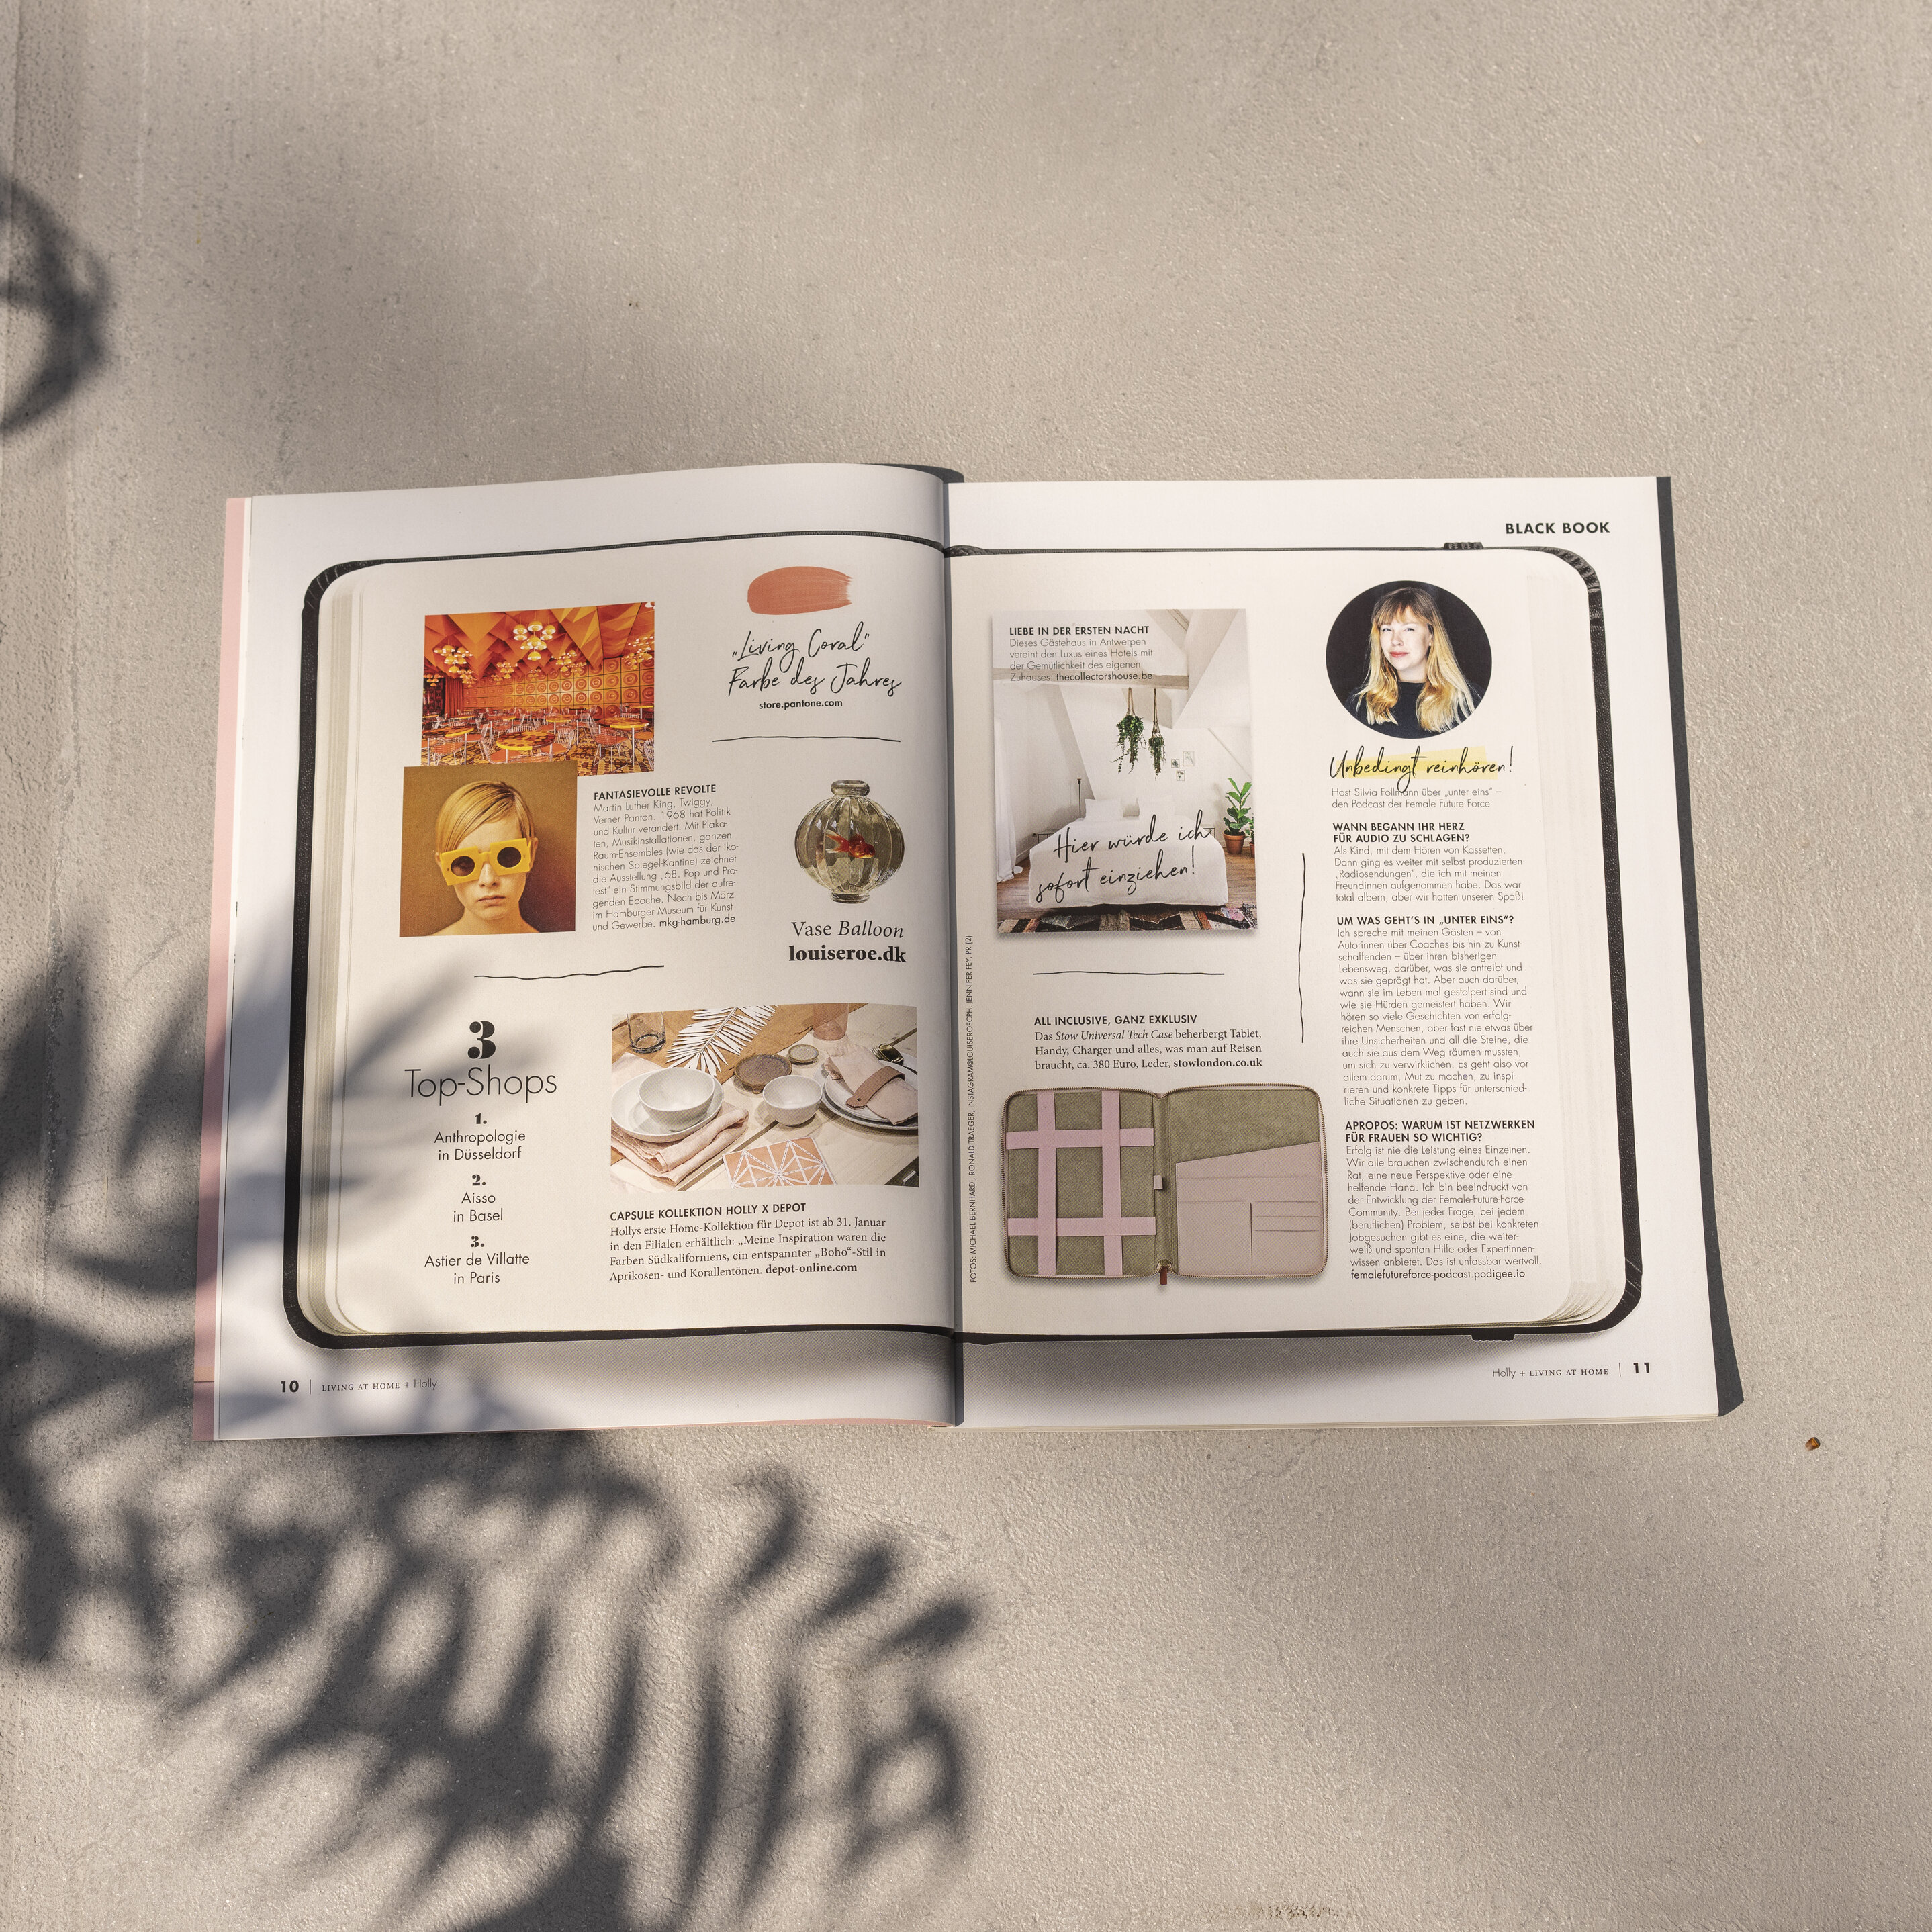 BLACK BOOK
„Living Coral“
Farbe des Jahres
store.pantone.com
FANTASIEVOLLE REVOLTE
Martin Luther King, Twiggy,
Verner Panton. 1968 hat Politik
und Kultur verändert. Mit Plaka-
ten, Musikinstallationen, ganzen
Raum-Ensembles (wie das der iko-
nischen Spiegel-Kantine) zeichnet
die Ausstellung „68. Pop und Pro-
test“ ein Stimmungsbild der aufre-
genden Epoche. Noch bis März
im Hamburger Museum für Kunst
und Gewerbe. mkg-hamburg.de
Vase Balloon
louiseroe.dk
3
Top-Shops
1.
Anthropologie
in Düsseldorf
2.
Aisso
in Basel
3.
Astier de Villatte
in Paris
CAPSULE KOLLEKTION HOLLY X DEPOT
Hollys erste Home-Kollektion für Depot ist ab 31. Januar
in den Filialen erhältlich: „Meine Inspiration waren die
Farben Südkaliforniens, ein entspannter „Boho“-Stil in
Aprikosen- und Korallentönen. depot-online.com
10 | LIVING AT HOME + Holly
LIEBE IN DER ERSTEN NACHT
Dieses Gästehaus in Antwerpen
vereint den Luxus eines Hotels mit
der Gemütlichkeit des eigenen
Zuhauses: thecollectorshouse.be
Hier würde ich
sofort einziehen!
FOTOS: MICHAEL BERNHARDI, RONALD TRAEGER, INSTAGRAM@LOUISEROECPH, JENNIFER FEY, PR (2)
ALL INCLUSIVE, GANZ EXKLUSIV
Das Stow Universal Tech Case beherbergt Tablet,
Handy, Charger und alles, was man auf Reisen
braucht, ca. 380 Euro, Leder, stowlondon.co.uk
Unbedingt reinhören!
Host Silvia Follmann über „unter eins“ –
den Podcast der Female Future Force
WANN BEGANN IHR HERZ
FÜR AUDIO ZU SCHLAGEN?
Als Kind, mit dem Hören von Kassetten.
Dann ging es weiter mit selbst produzierten
„Radiosendungen“, die ich mit meinen
Freundinnen aufgenommen habe. Das war
total albern, aber wir hatten unseren Spaß!
UM WAS GEHT’S IN „UNTER EINS“?
Ich spreche mit meinen Gästen – von
Autorinnen über Coaches bis hin zu Kunst-
schaffenden – über ihren bisherigen
Lebensweg, darüber, was sie antreibt und
was sie geprägt hat. Aber auch darüber,
wann sie im Leben mal gestolpert sind und
wie sie Hürden gemeistert haben. Wir
hören so viele Geschichten von erfolg-
reichen Menschen, aber fast nie etwas über
ihre Unsicherheiten und all die Steine, die
auch sie aus dem Weg räumen mussten,
um sich zu verwirklichen. Es geht also vor
allem darum, Mut zu machen, zu inspi-
rieren und konkrete Tipps für unterschied-
liche Situationen zu geben.
APROPOS: WARUM IST NETZWERKEN
FÜR FRAUEN SO WICHTIG?
Erfolg ist nie die Leistung eines Einzelnen.
Wir alle brauchen zwischendurch einen
Rat, eine neue Perspektive oder eine
helfende Hand. Ich bin beeindruckt von
der Entwicklung der Female-Future-Force-
Community. Bei jeder Frage, bei jedem
(beruflichen) Problem, selbst bei konkreten
Jobgesuchen gibt es eine, die weiter-
weiß und spontan Hilfe oder Expertinnen-
wissen anbietet. Das ist unfassbar wertvoll.
femalefutureforce-podcast.podigee.io
Holly + LIVING AT HOME | 11